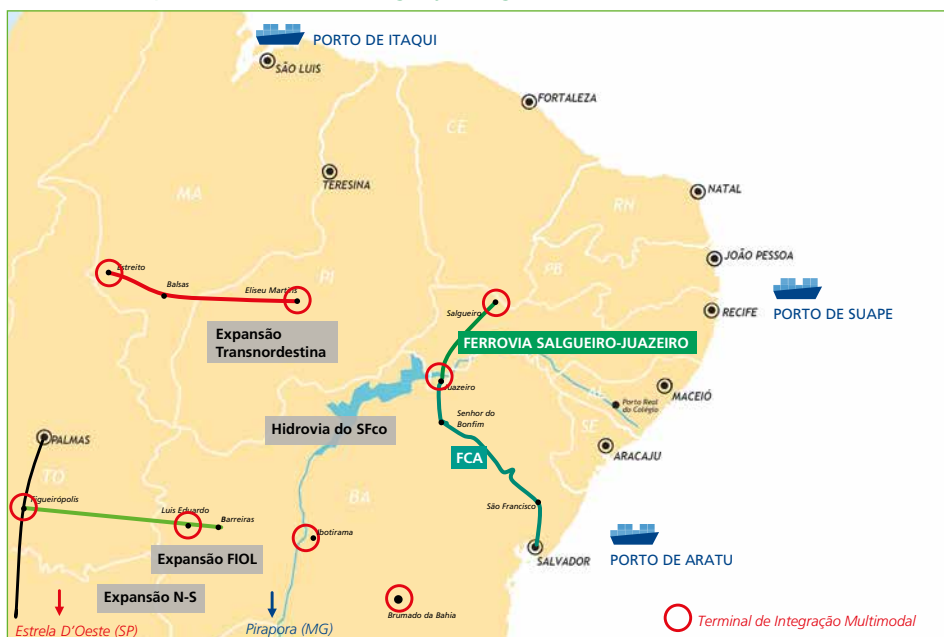 PORTO DE ITAQUI
SÃO LUIS
FORTALEZA
CE
TERESINA
MA
NATAL
RN
JOÃO PESSOA
PB
Estreito
Balsas
Eliseu Martins
PI
Salgueiro
RECIFE
PORTO DE SUAPE
Expansão
Transnordestina
FERROVIA SALGUEIRO-JUAZEIRO
Juazeiro
AL
MACEIÓ
Porto Real
do Colégio
Hidrovia do SFco
Senhor do
Bonfim
SE
ARACAJU
PALMAS
FCA
TO
BA
Figueirópolis
Luis Eduardo
Barreiras
São Francisco
Ibotirama
SALVADOR
PORTO DE ARATU
Expansão FIOL
Expansão N-S
Brumado da Bahia
Estrela D'Oeste (SP)
Pirapora (MG)
Terminal de Integração Multimodal